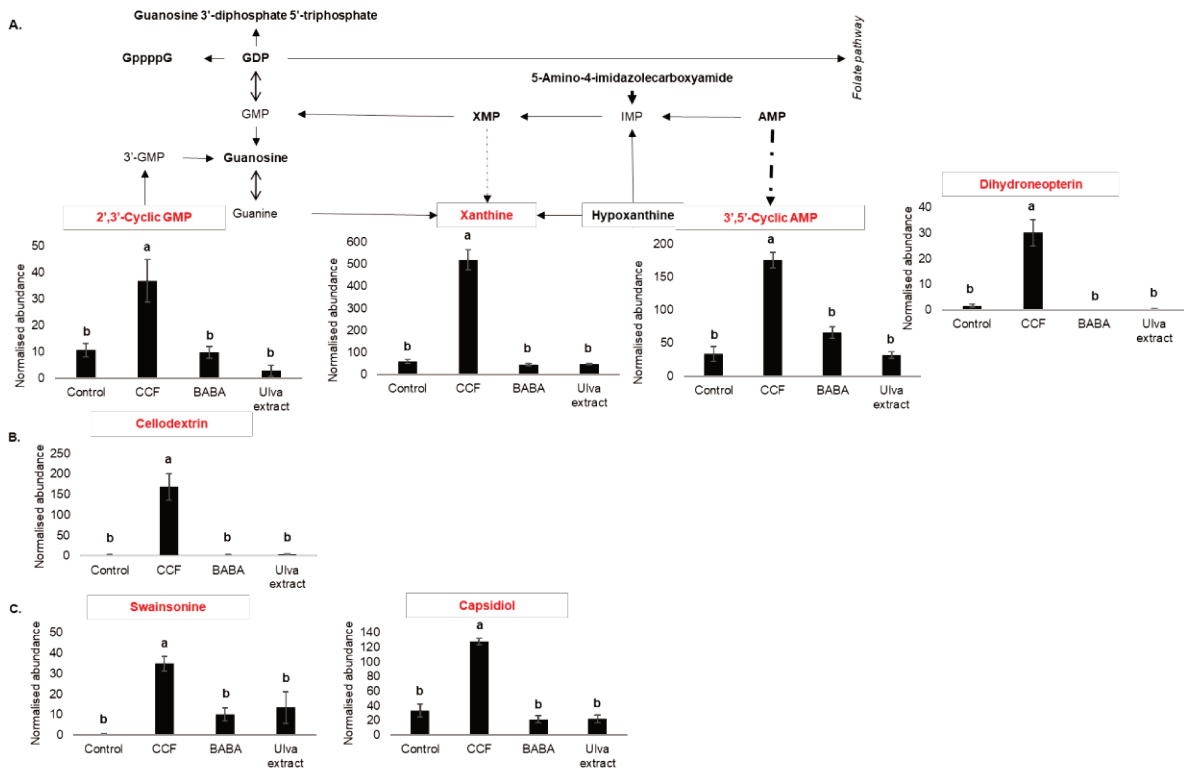 A.
Guanosine 3'-diphosphate 5'-triphosphate
GppppG
GDP
Folate pathway
5-Amino-4-imidazolecarboxyamide
GMP
XMP
IMP
AMP
3'-GMP
Guanosine
Guanine
2',3'-Cyclic GMP
Xanthine
Hypoxanthine
3',5'-Cyclic AMP
Dihydroneopterin
Normalised abundance
50
40
30
20
10
0
b
a
b
b
Control
CCF
BABA
Ulva
extract
Normalised abundance
600
500
400
300
200
100
0
b
a
b
b
Control
CCF
BABA
Ulva
extract
Normalised abundance
200
150
100
50
0
b
a
b
b
Control
CCF
BABA
Ulva
extract
Normalised abundance
40
30
20
10
0
b
a
b
b
Control
CCF
BABA
Ulva
extract
B.
Cellodextrin
Normalised abundance
250
200
150
100
50
0
b
a
b
b
Control
CCF
BABA
Ulva
extract
C.
Swainsonine
Normalised abundance
50
40
30
20
10
0
b
a
b
b
Control
CCF
BABA
Ulva
extract
Capsidiol
Normalised abundance
140
120
100
80
60
40
20
0
b
a
b
b
Control
CCF
BABA
Ulva
extract